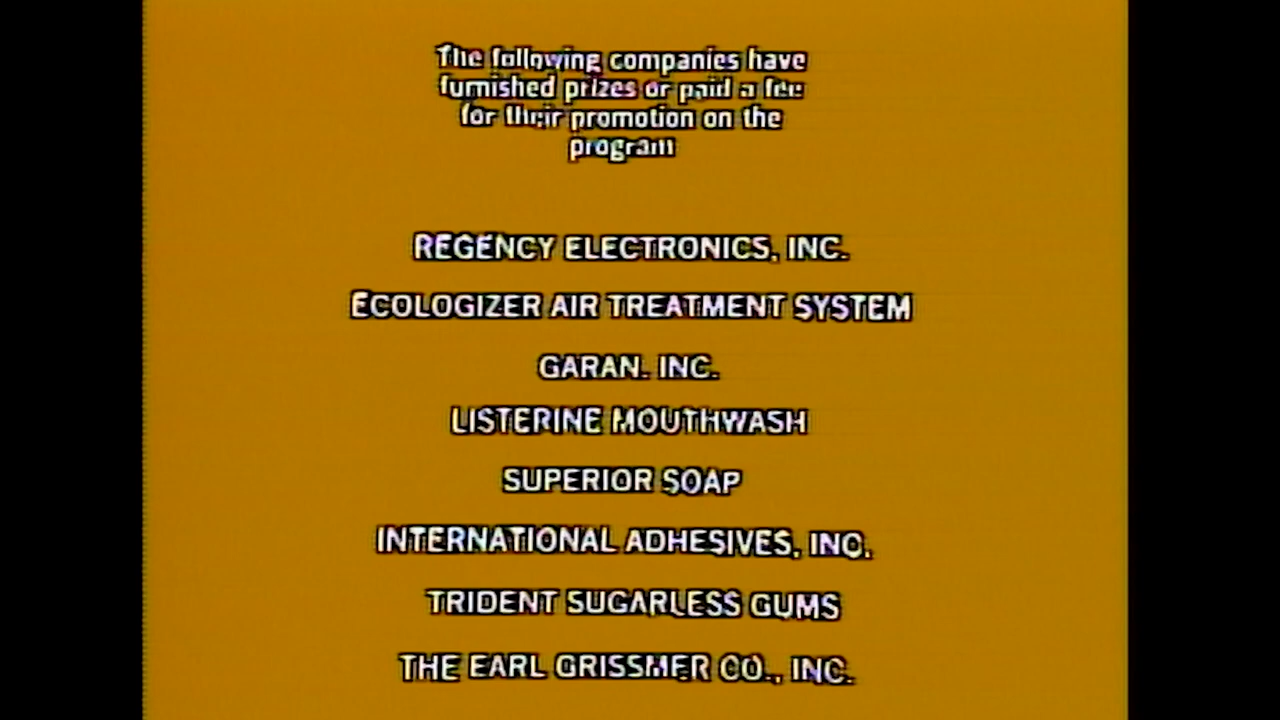 The following companies have
furnished prizes or paid a fee
for their promotion on the
program
REGENCY ELECTRONICS, INC.
ECOLOGIZER AIR TREATMENT SYSTEM
GARAN, INC.
LISTERINE MOUTHWASH
SUPERIOR SOAP
INTERNATIONAL ADHESIVES, INC.
TRIDENT SUGARLESS GUMS
THE EARL GRISSMER CO., INC.